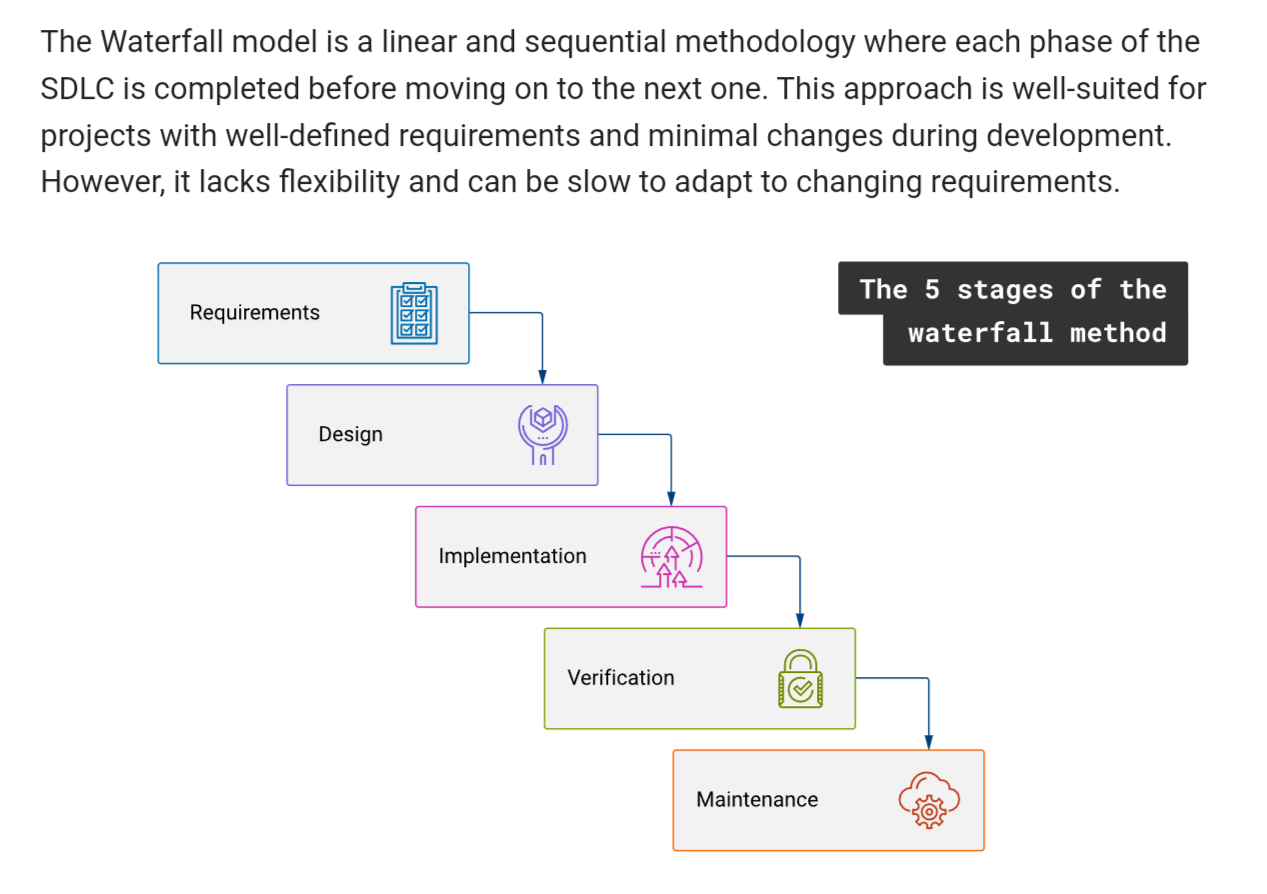 The Waterfall model is a linear and sequential methodology where each phase of the
SDLC is completed before moving on to the next one. This approach is well-suited for
projects with well-defined requirements and minimal changes during development.
However, it lacks flexibility and can be slow to adapt to changing requirements.
The 5 stages of the
waterfall method
Requirements
Design
Implementation
Verification
Maintenance